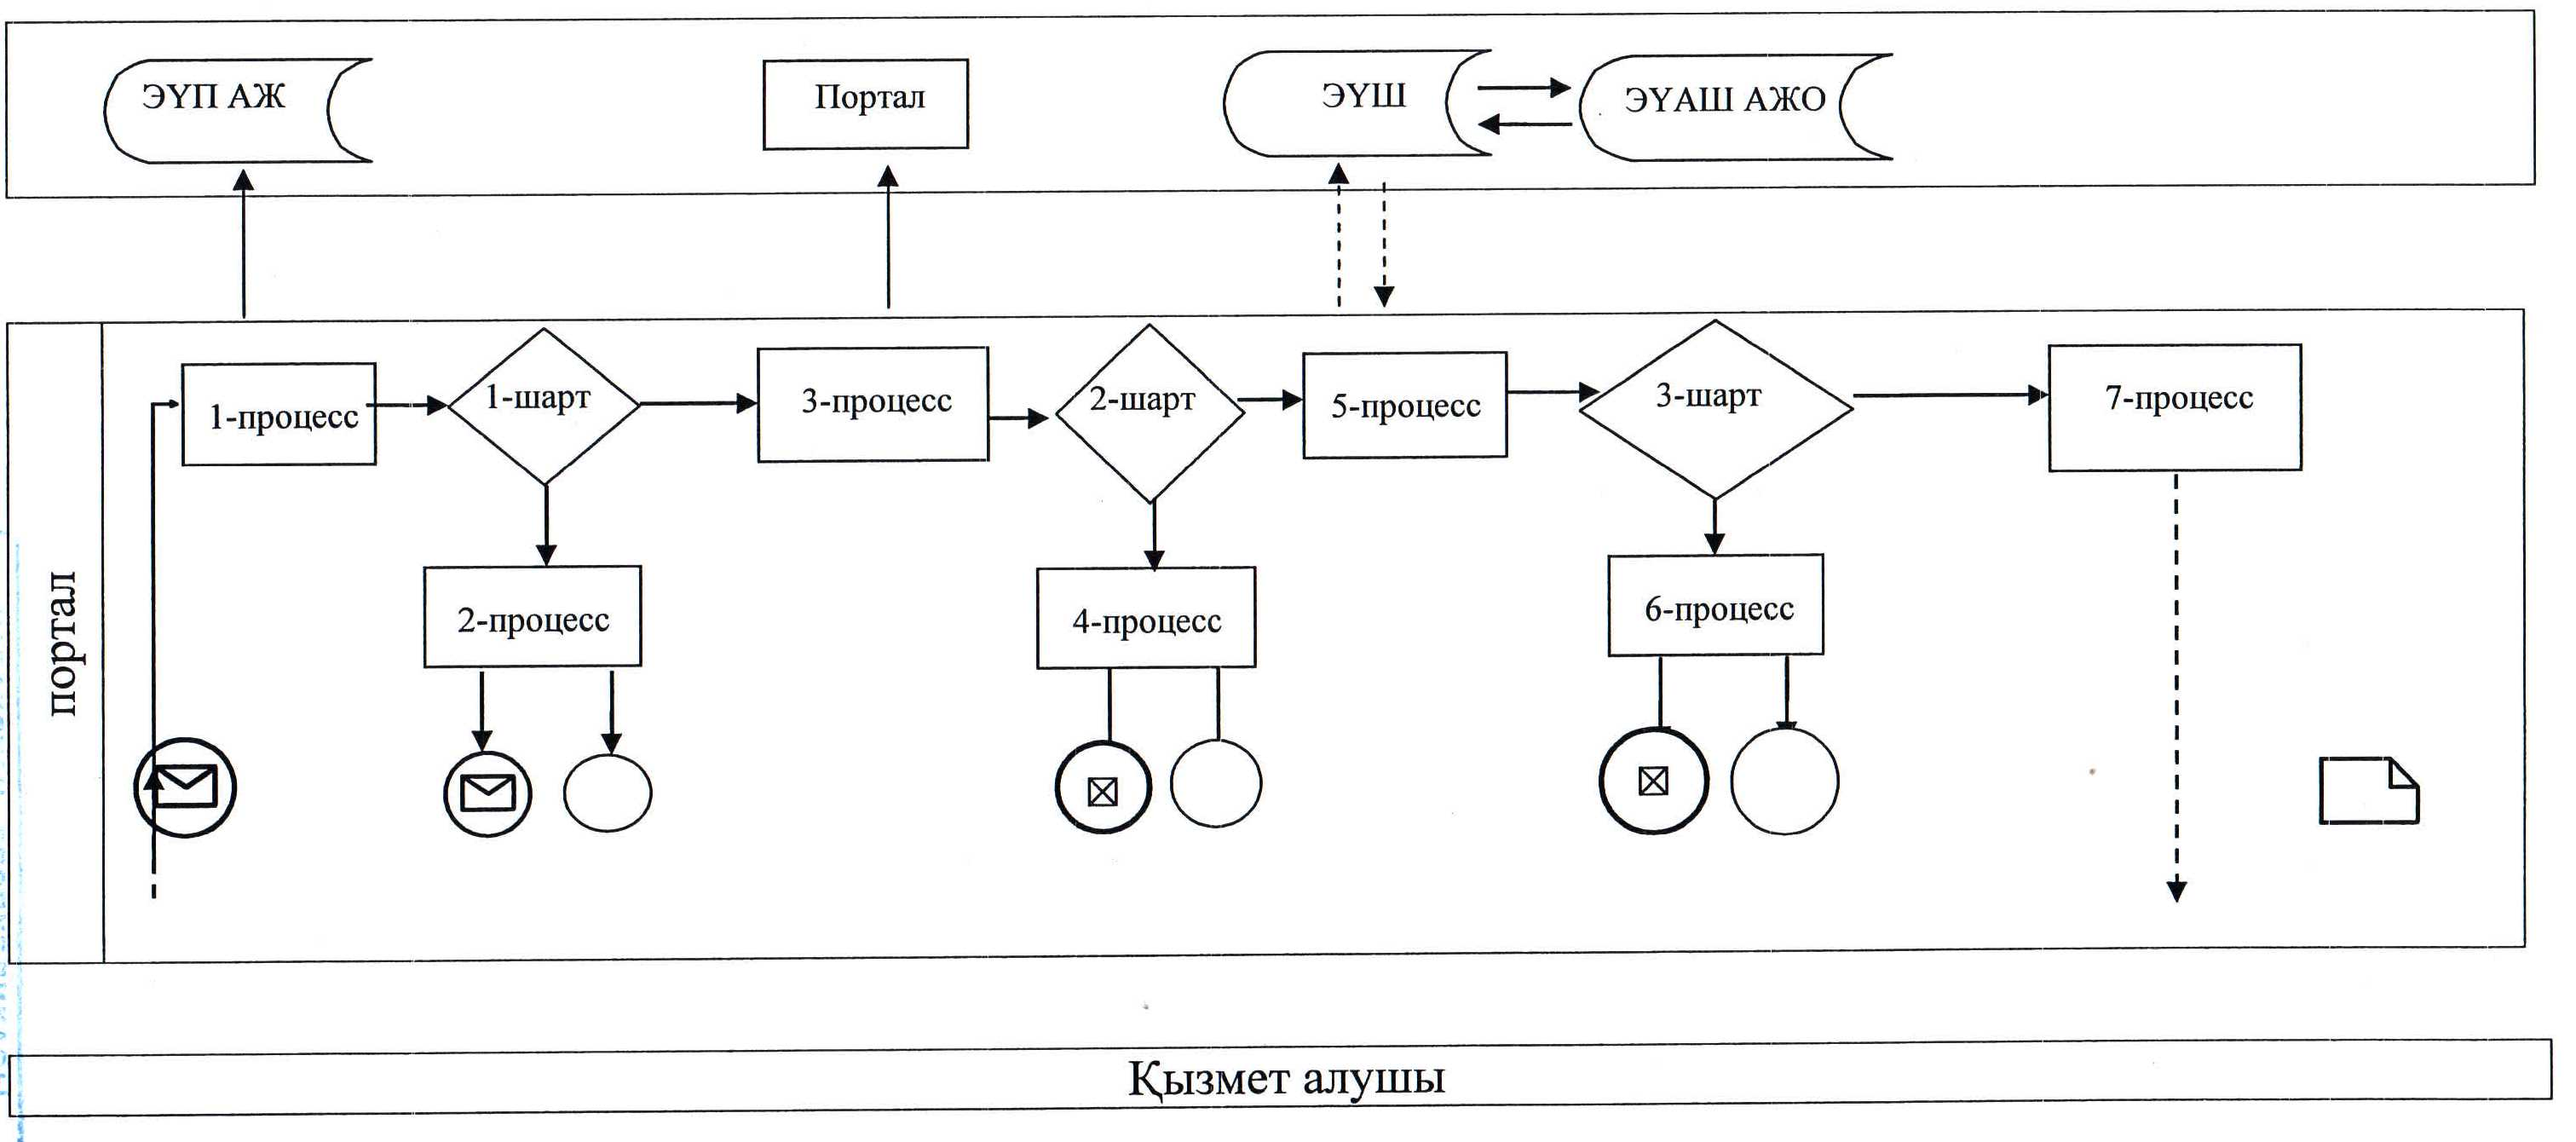 ЭҮП АЖ
Портал
ЭҮШ
ЭҮАШ АЖО
1-процесс
1-шарт
3-процесс
2-шарт
5-процесс
3-шарт
7-процесс
2-процесс
4-процесс
6-процесс
портал
Қызмет алушы